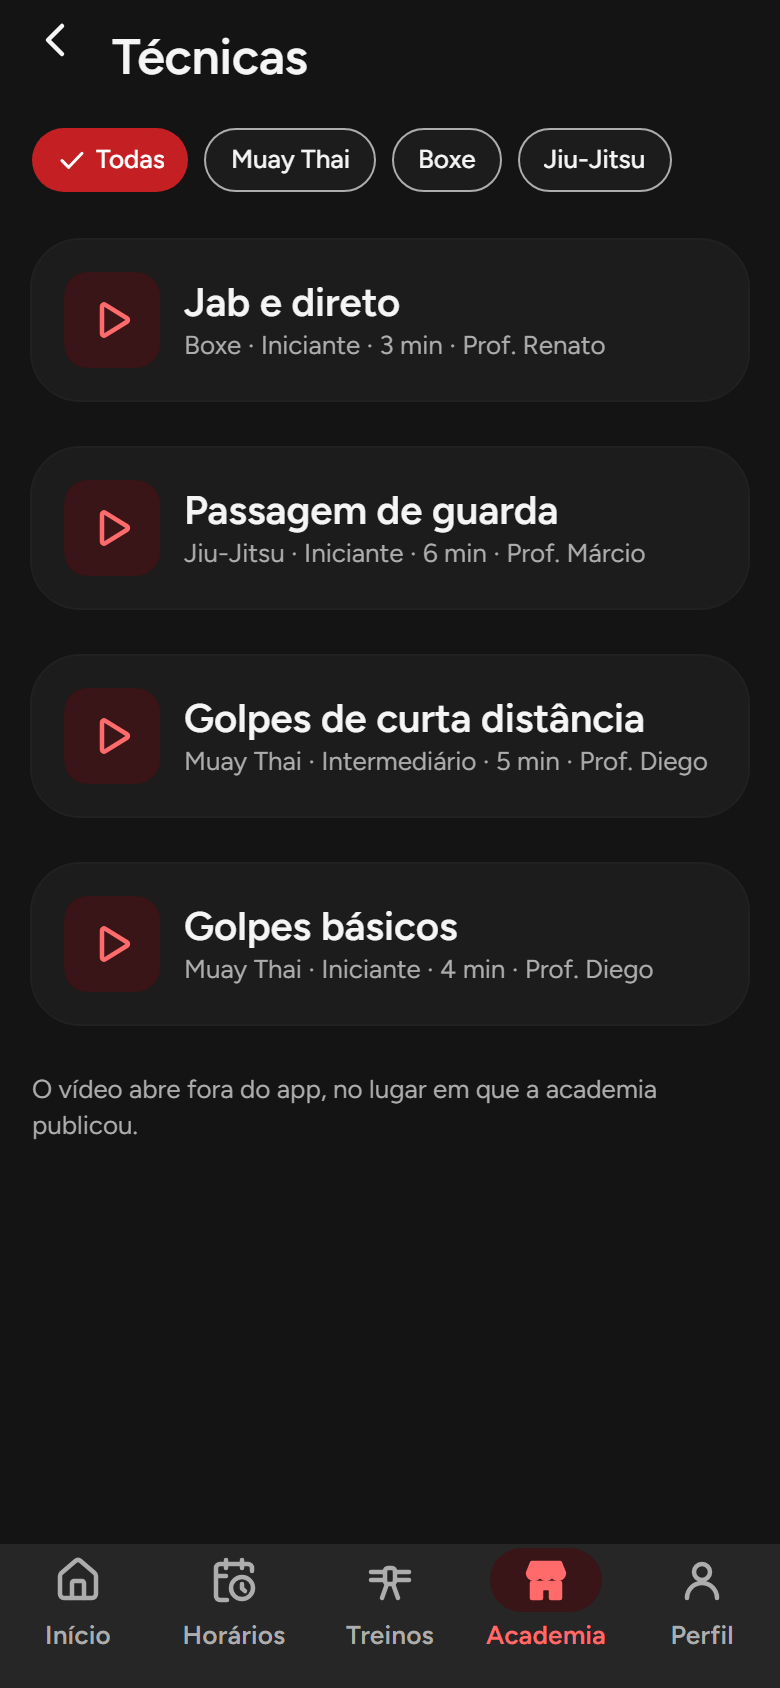 Técnicas
Todas
Muay Thai
Boxe
Jiu-Jitsu
Jab e direto
Boxe · Iniciante · 3 min · Prof. Renato
Passagem de guarda
Jiu-Jitsu · Iniciante · 6 min · Prof. Márcio
Golpes de curta distância
Muay Thai · Intermediário · 5 min · Prof. Diego
Golpes básicos
Muay Thai · Iniciante · 4 min · Prof. Diego
O vídeo abre fora do app, no lugar em que a academia
publicou.
Início
Horários
Treinos
Academia
Perfil